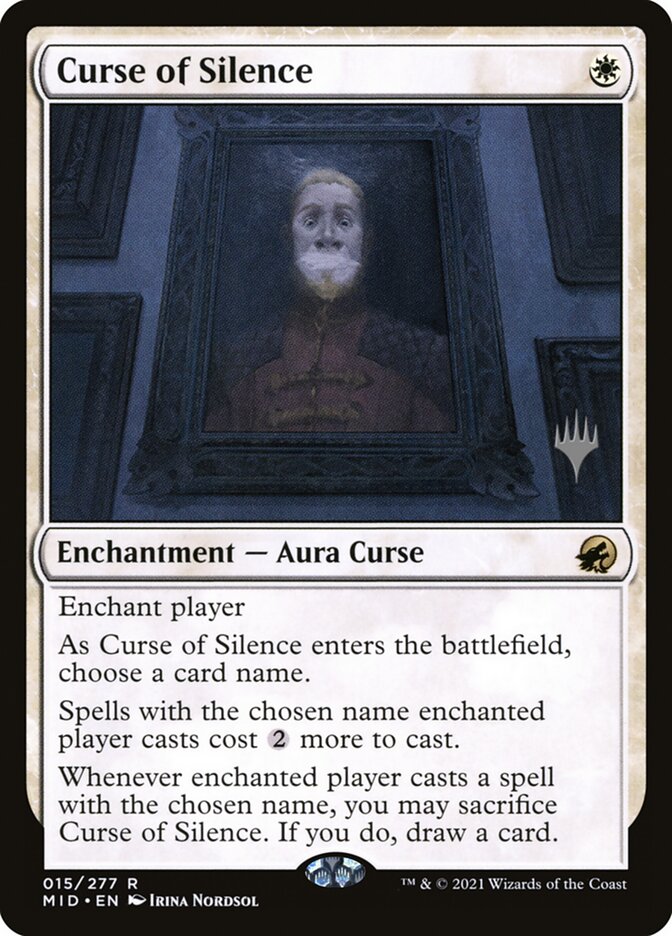 Curse of Silence
Enchantment — Aura Curse
Enchant player
As Curse of Silence enters the battlefield,
choose a card name.
Spells with the chosen name enchanted
player casts cost 2 more to cast.
Whenever enchanted player casts a spell
with the chosen name, you may sacrifice
Curse of Silence. If you do, draw a card.
015/277 R
MID • EN Irina Nordsol
™ & © 2021 Wizards of the Coast